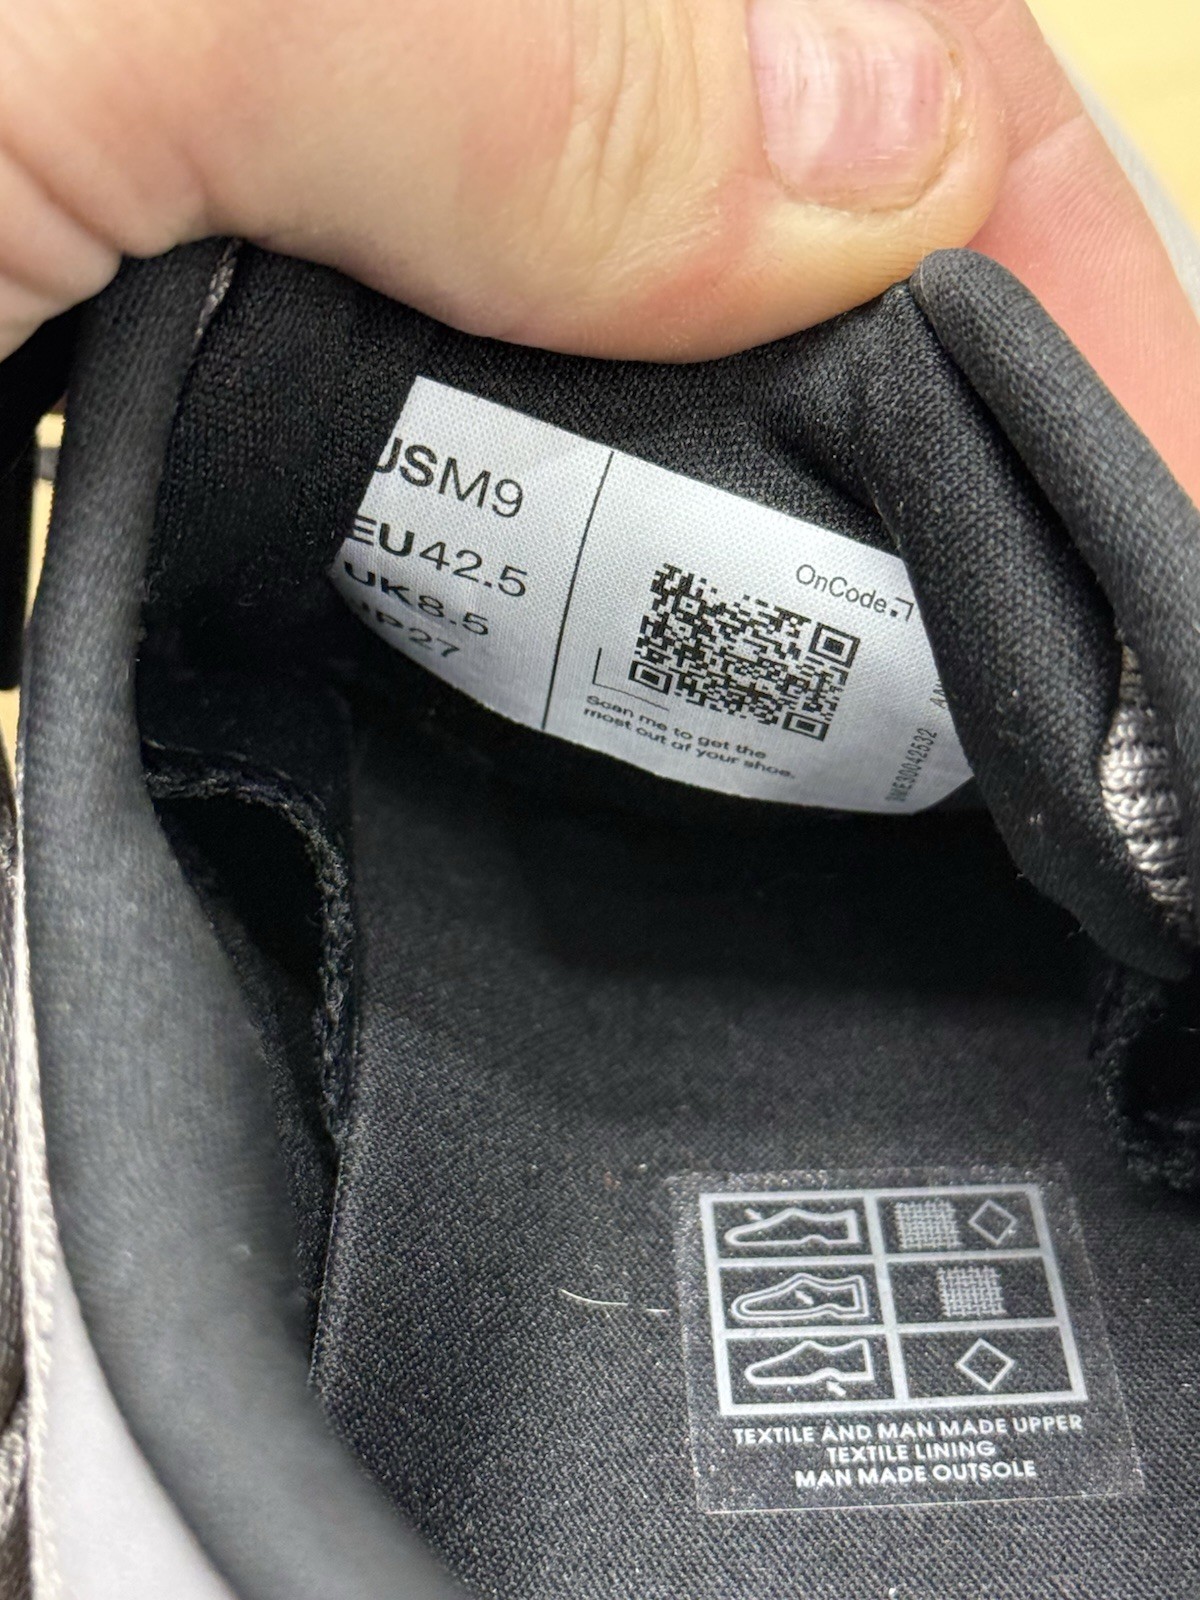 USM9
EU42.5
UK8.5
JP27
OnCode
Scan me to get the
most out of your shoe.
TEXTILE AND MAN MADE UPPER
TEXTILE LINING
MAN MADE OUTSOLE